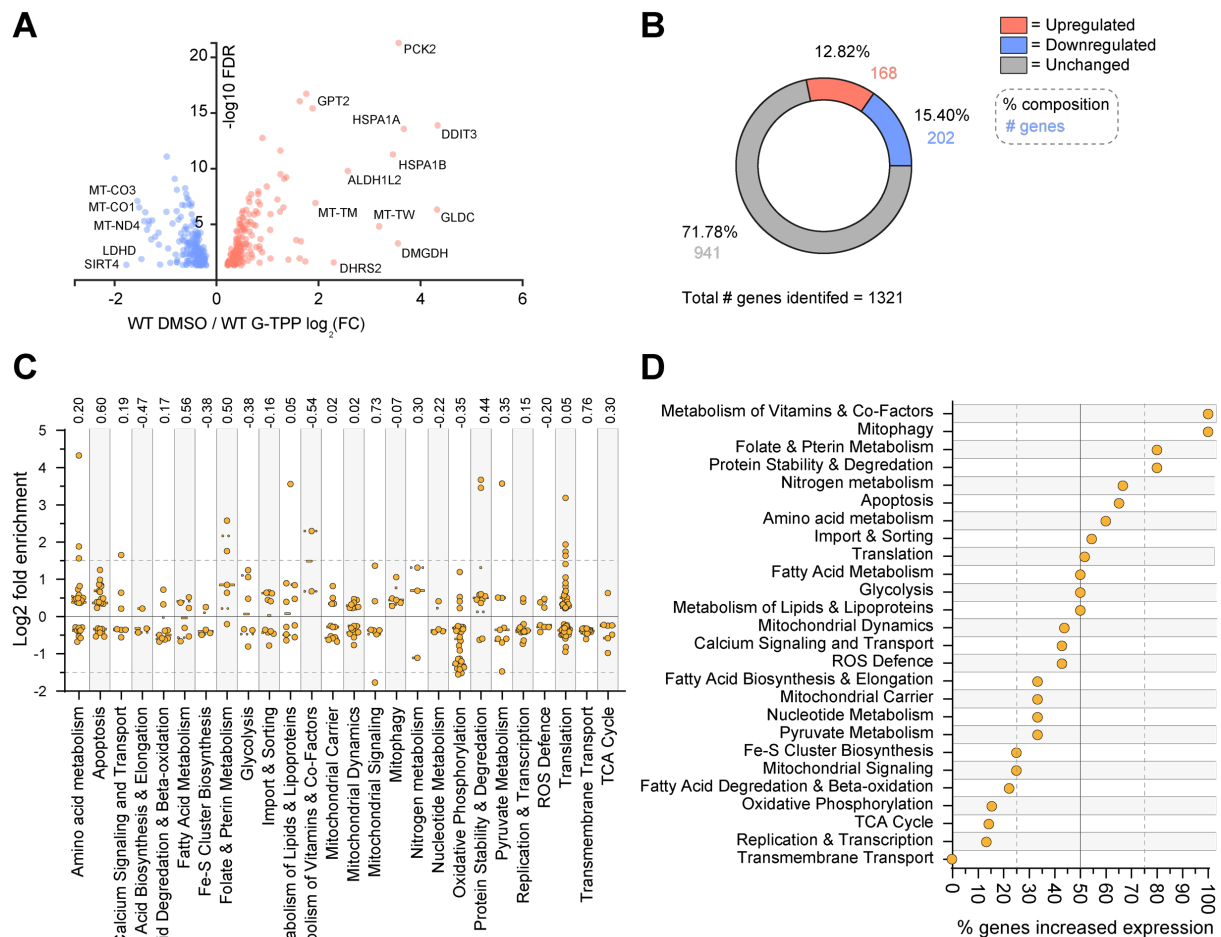 A
20
15
10
5
-log10 FDR
PCK2
GPT2
HSPA1A
DDIT3
HSPA1B
ALDH1L2
MT-CO3
MT-CO1
MT-TM
MT-TW
GLDC
MT-ND4
LDHD
DMGDH
SIRT4
DHRS2
-2
0
2
4
6
WT DMSO / WT G-TPP log2(FC)
B
= Upregulated
= Downregulated
= Unchanged
% composition
# genes
12.82%
168
15.40%
202
71.78%
941
Total # genes identifed = 1321
C
0.20
0.60
0.19
-0.47
-0.17
0.56
-0.38
0.50
-0.38
-0.16
0.05
-0.54
0.02
0.02
-0.73
-0.07
0.30
-0.22
-0.35
0.44
0.35
0.15
-0.20
0.05
-0.76
0.30
Log2 fold enrichment
5
4
3
2
1
0
-1
-2
Amino acid metabolism
Apoptosis
Calcium Signaling and Transport
Acid Biosynthesis & Elongation
Degredation & Beta-oxidation
Fatty Acid Metabolism
Fe-S Cluster Biosynthesis
Folate & Pterin Metabolism
Glycolysis
Import & Sorting
of Lipids & Lipoproteins
of Vitamins & Co-Factors
Mitochondrial Carrier
Mitochondrial Dynamics
Mitochondrial Signaling
Mitophagy
Nitrogen metabolism
Nucleotide Metabolism
Oxidative Phosphorylation
Protein Stability & Degredation
Pyruvate Metabolism
Replication & Transcription
ROS Defence
Translation
Transmembrane Transport
TCA Cycle
D
Metabolism of Vitamins & Co-Factors
Mitophagy
Folate & Pterin Metabolism
Protein Stability & Degredation
Nitrogen metabolism
Apoptosis
Amino acid metabolism
Import & Sorting
Translation
Fatty Acid Metabolism
Glycolysis
Metabolism of Lipids & Lipoproteins
Mitochondrial Dynamics
Calcium Signaling and Transport
ROS Defence
Fatty Acid Biosynthesis & Elongation
Mitochondrial Carrier
Nucleotide Metabolism
Pyruvate Metabolism
Fe-S Cluster Biosynthesis
Mitochondrial Signaling
Fatty Acid Degredation & Beta-oxidation
Oxidative Phosphorylation
TCA Cycle
Replication & Transcription
Transmembrane Transport
0
10
20
30
40
50
60
70
80
90
100
% genes increased expression